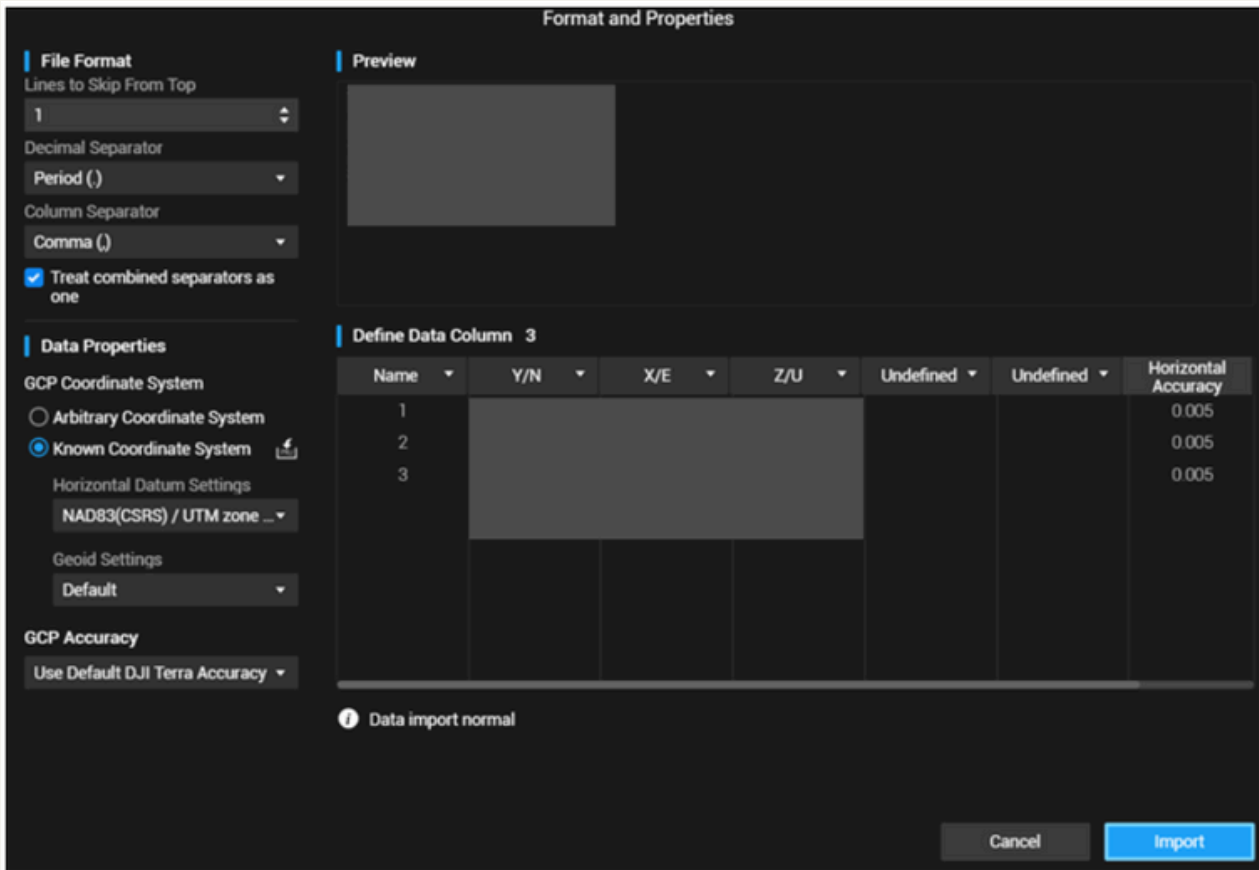 Format and Properties
File Format
Lines to Skip From Top
1
Decimal Separator
Period (.)
Column Separator
Comma (,)
Treat combined separators as
one
Data Properties
GCP Coordinate System
Arbitrary Coordinate System
Known Coordinate System
Horizontal Datum Settings
NAD83(CSRS) / UTM zone ...
Geoid Settings
Default
GCP Accuracy
Use Default DJI Terra Accuracy
Preview
Define Data Column 3
Name Y/N X/E Z/U Undefined Undefined Horizontal Accuracy
1 0.005
2 0.005
3 0.005
Data import normal
Cancel Import